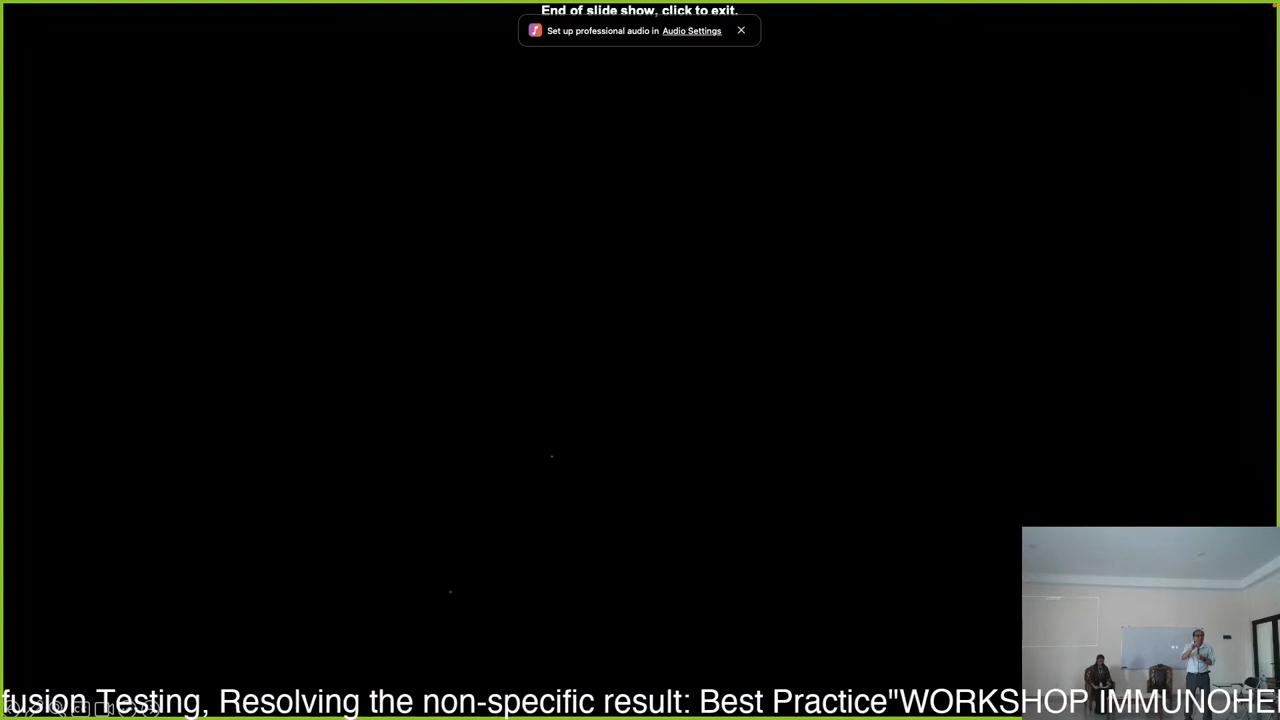 End of slide show, click to exit.
Set up professional audio in Audio Settings
fusion Testing, Resolving the non-specific result: Best Practice"WORKSHOP IMMUNOHE